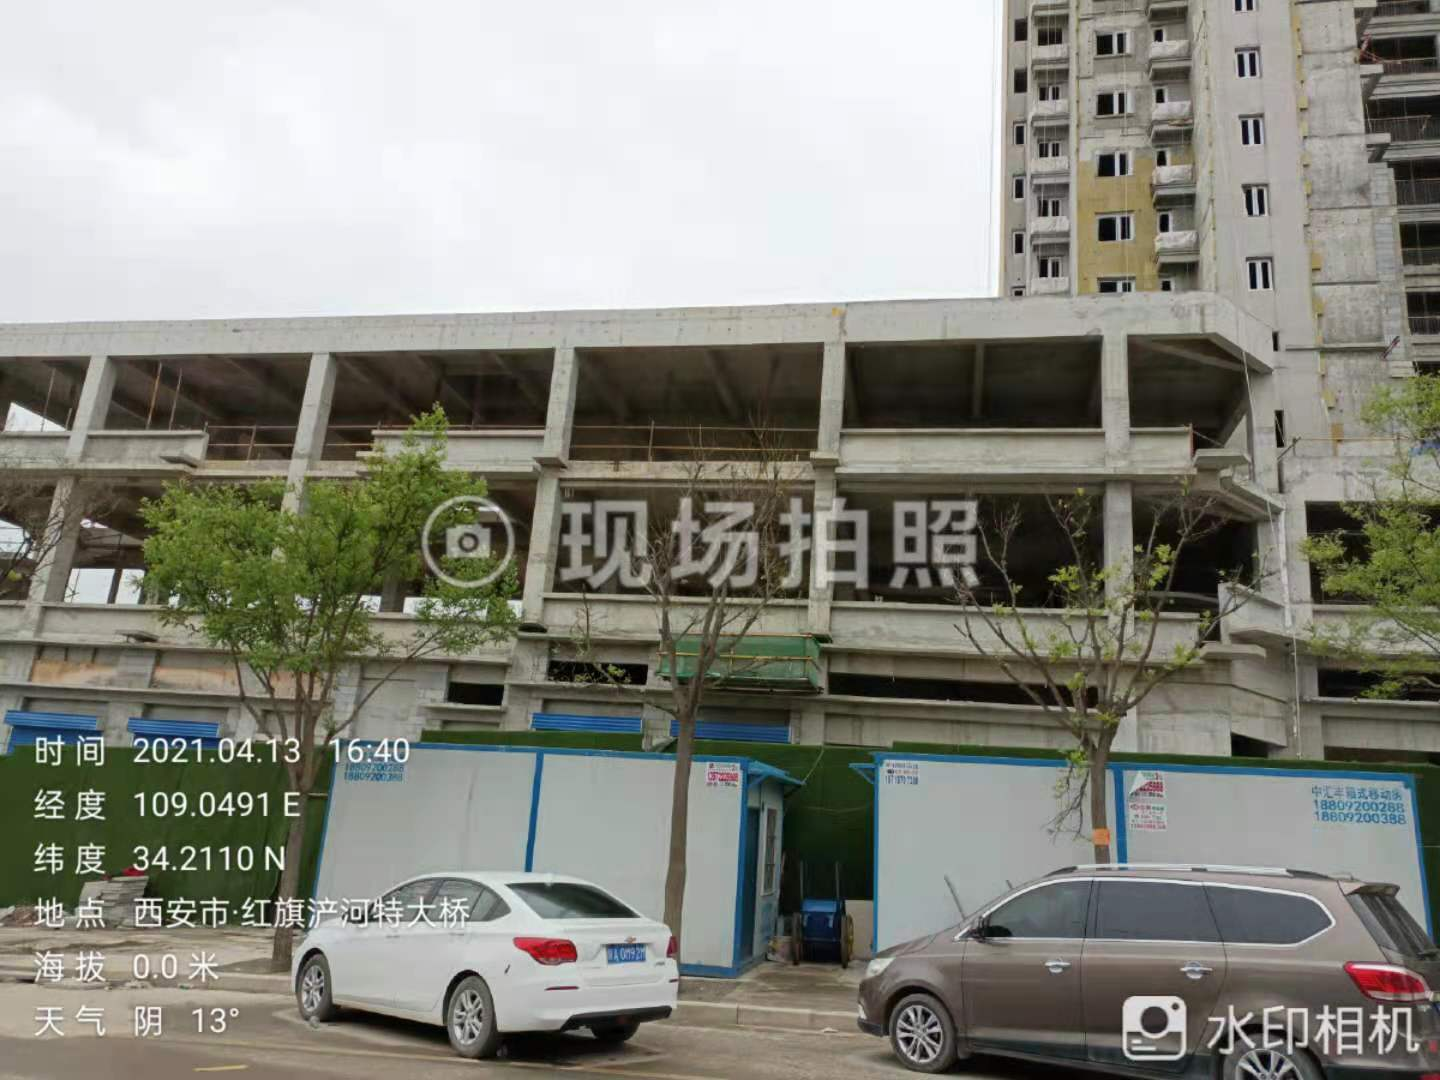 现场拍照
18809200288
18809200388
中汇丰箱式移动房
18809200288
18809200388
时间 2021.04.13 16:40
经度 109.0491 E
纬度 34.2110 N
地点 西安市·红旗浐河特大桥
海拔 0.0 米
天气 阴 13°
水印相机